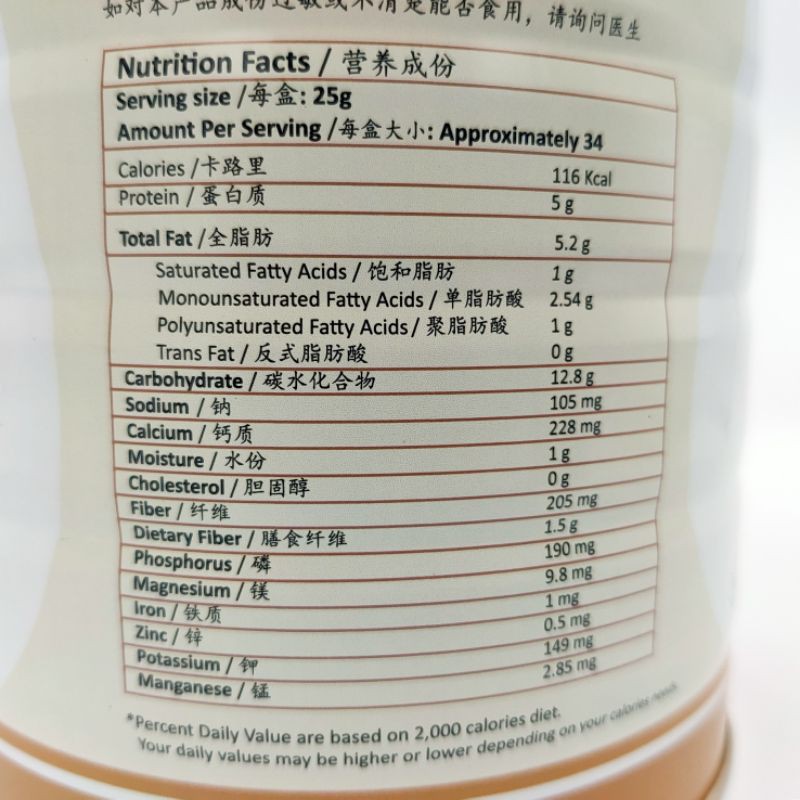 如对本产品成份过敏或不清楚能否食用，请询问医生
Nutrition Facts / 营养成份
Serving size /每盒: 25g
Amount Per Serving /每盒大小: Approximately 34
Calories /卡路里 116 Kcal
Protein / 蛋白质 5 g
Total Fat /全脂肪 5.2 g
Saturated Fatty Acids / 饱和脂肪 1 g
Monounsaturated Fatty Acids / 单脂肪酸 2.54 g
Polyunsaturated Fatty Acids / 聚脂肪酸 1 g
Trans Fat / 反式脂肪酸 0 g
Carbohydrate / 碳水化合物 12.8 g
Sodium / 钠 105 mg
Calcium / 钙质 228 mg
Moisture / 水份 1 g
Cholesterol / 胆固醇 0 g
Fiber / 纤维 205 mg
Dietary Fiber / 膳食纤维 1.5 g
Phosphorus / 磷 190 mg
Magnesium / 镁 9.8 mg
Iron / 铁质 1 mg
Zinc / 锌 0.5 mg
Potassium / 钾 149 mg
Manganese / 锰 2.85 mg
*Percent Daily Value are based on 2,000 calories diet.
Your daily values may be higher or lower depending on your calories needs.